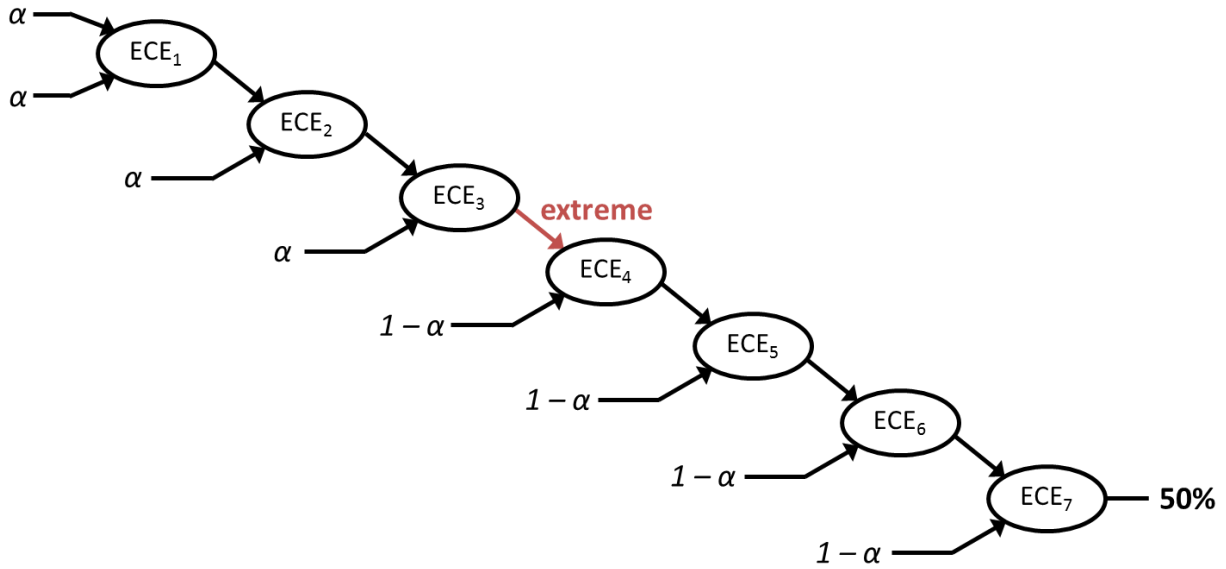 α
ECE₁
α
ECE₂
α
ECE₃
extreme
α
ECE₄
1 – α
ECE₅
1 – α
ECE₆
1 – α
ECE₇
50%
1 – α